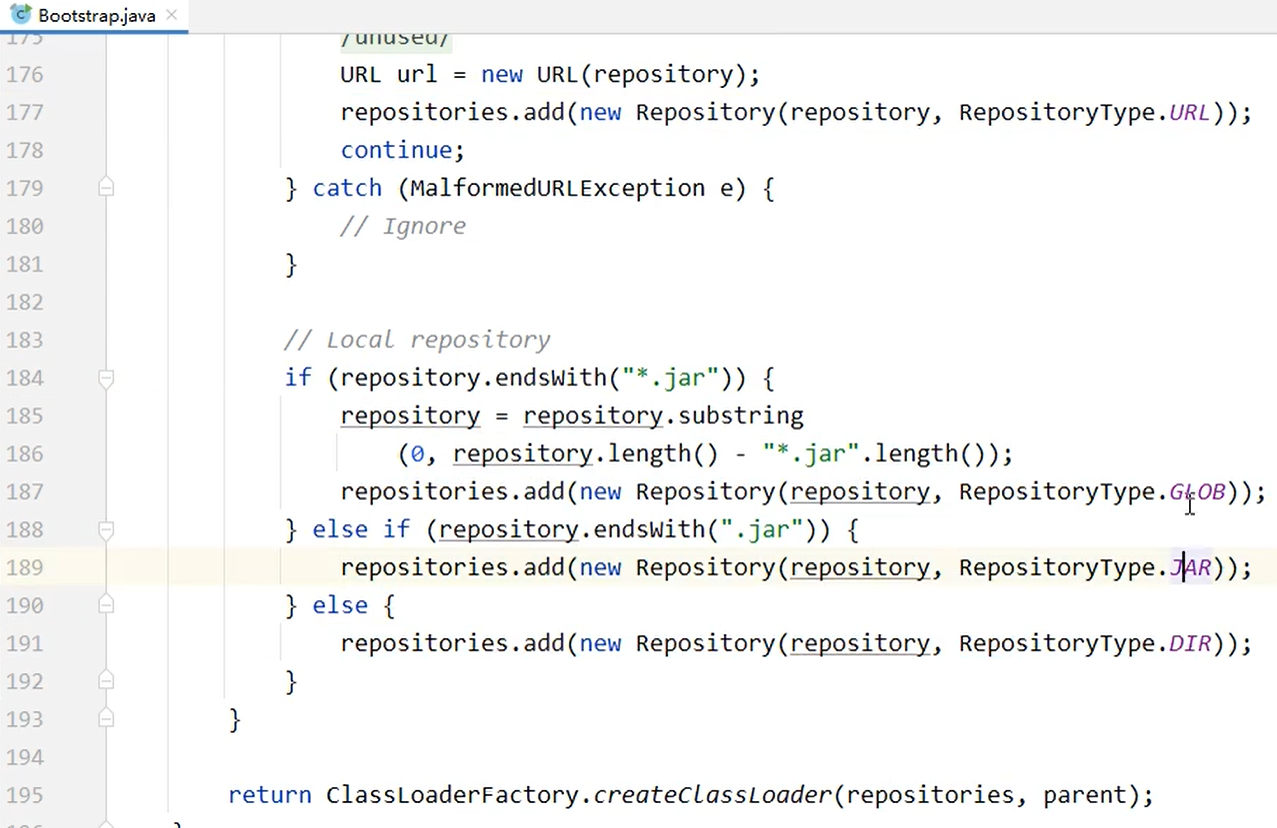 Bootstrap.java
175 /unused/
176 URL url = new URL(repository);
177 repositories.add(new Repository(repository, RepositoryType.URL));
178 continue;
179 } catch (MalformedURLException e) {
180 // Ignore
181 }
182
183 // Local repository
184 if (repository.endsWith("*.jar")) {
185 repository = repository.substring
186 (0, repository.length() - "*.jar".length());
187 repositories.add(new Repository(repository, RepositoryType.GLOB));
188 } else if (repository.endsWith(".jar")) {
189 repositories.add(new Repository(repository, RepositoryType.JAR));
190 } else {
191 repositories.add(new Repository(repository, RepositoryType.DIR));
192 }
193 }
194
195 return ClassLoaderFactory.createClassLoader(repositories, parent);